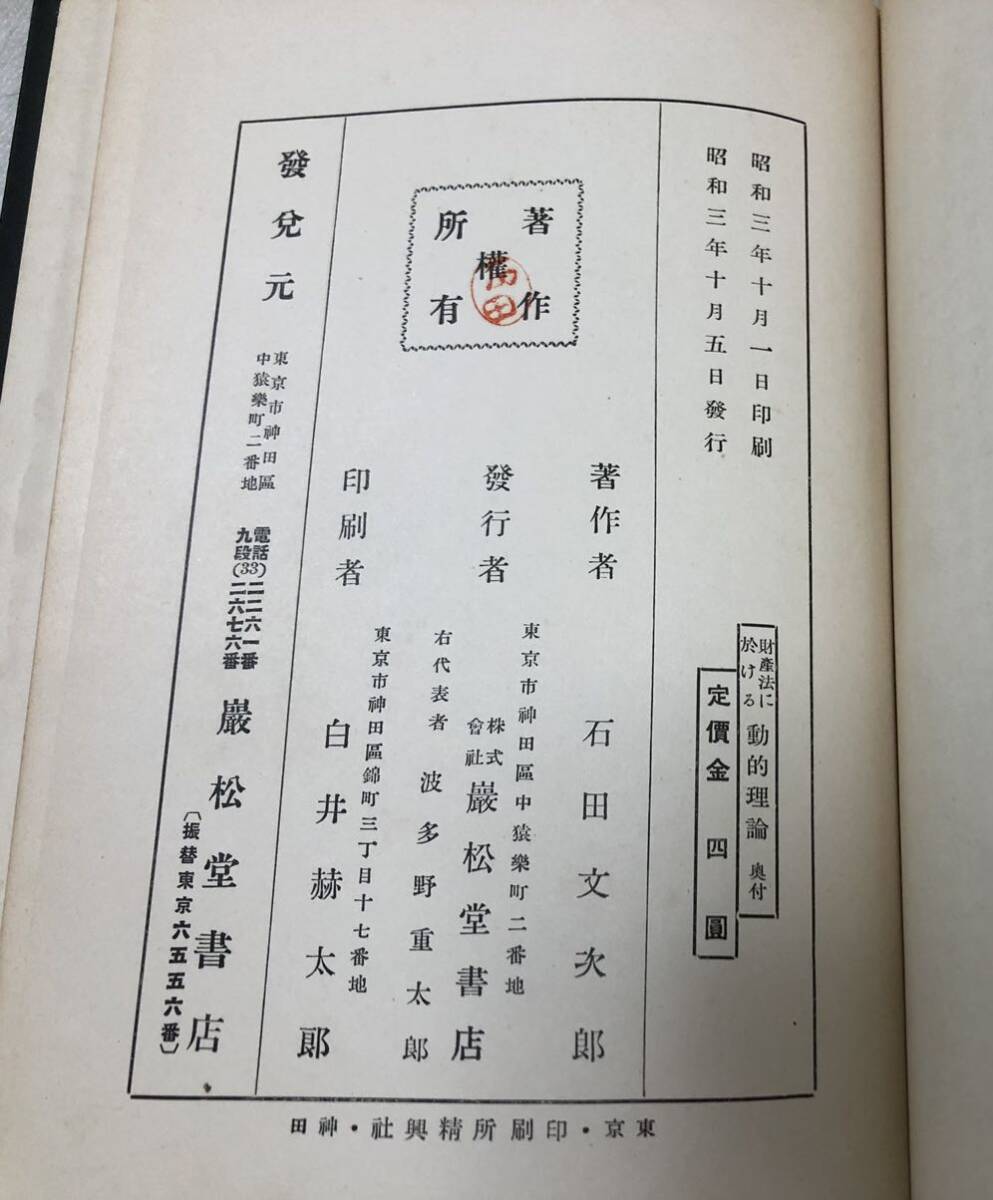 昭和三年十月一日印刷
昭和三年十月五日發行
財產法に
於ける
動的理論 奥付
定價金 四圓
著作
權
所有
石田
著作者 石田文次郎
東京市神田區中猿樂町二番地
發行者 株式會社 巖松堂書店
右代表者 波多野重太郎
東京市神田區錦町三丁目十七番地
印刷者 白井赫太郎
發兌元 東京市神田區
中猿樂町二番地
電話 二二六一番
九段(33)二六七六番
巖松堂書店
〔振替東京六五五六番〕
東京・印刷所精興社・神田